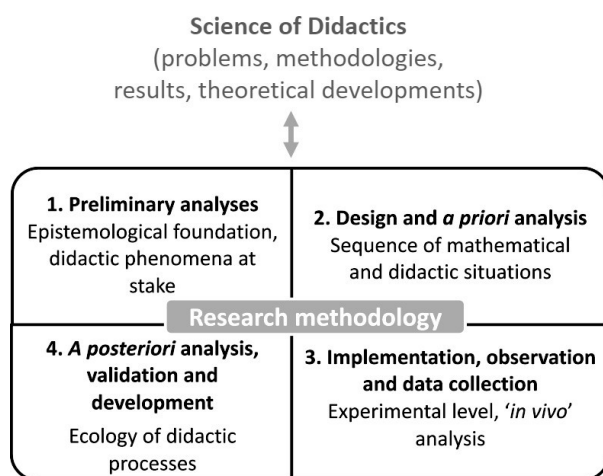 Science of Didactics
(problems, methodologies,
results, theoretical developments)
1. Preliminary analyses
Epistemological foundation,
didactic phenomena at
stake
2. Design and a priori analysis
Sequence of mathematical
and didactic situations
Research methodology
4. A posteriori analysis,
validation and
development
Ecology of didactic
processes
3. Implementation, observation
and data collection
Experimental level, ‘in vivo’
analysis